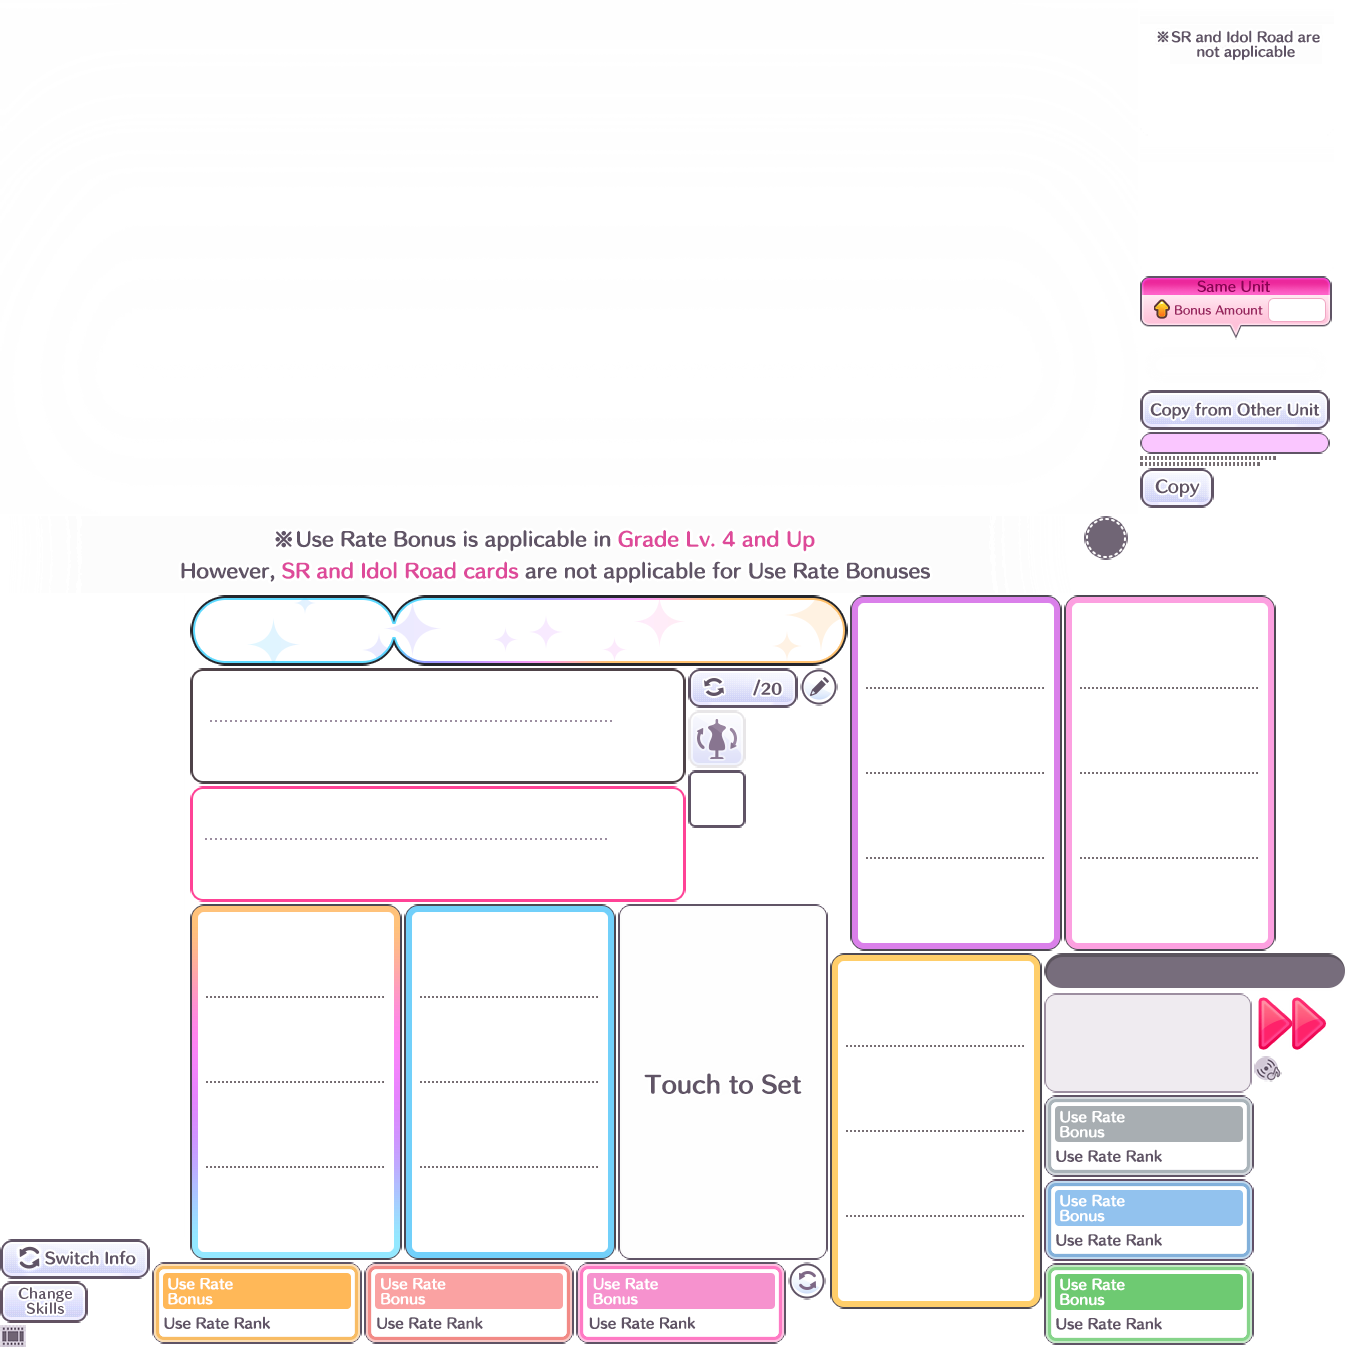 ※SR and Idol Road are
not applicable
Same Unit
Bonus Amount
Copy from Other Unit
Copy
※Use Rate Bonus is applicable in Grade Lv. 4 and Up
However, SR and Idol Road cards are not applicable for Use Rate Bonuses
/20
Touch to Set
Use Rate
Bonus
Use Rate Rank
Use Rate
Bonus
Use Rate Rank
Switch Info
Change
Skills
Use Rate
Bonus
Use Rate Rank
Use Rate
Bonus
Use Rate Rank
Use Rate
Bonus
Use Rate Rank
Use Rate
Bonus
Use Rate Rank